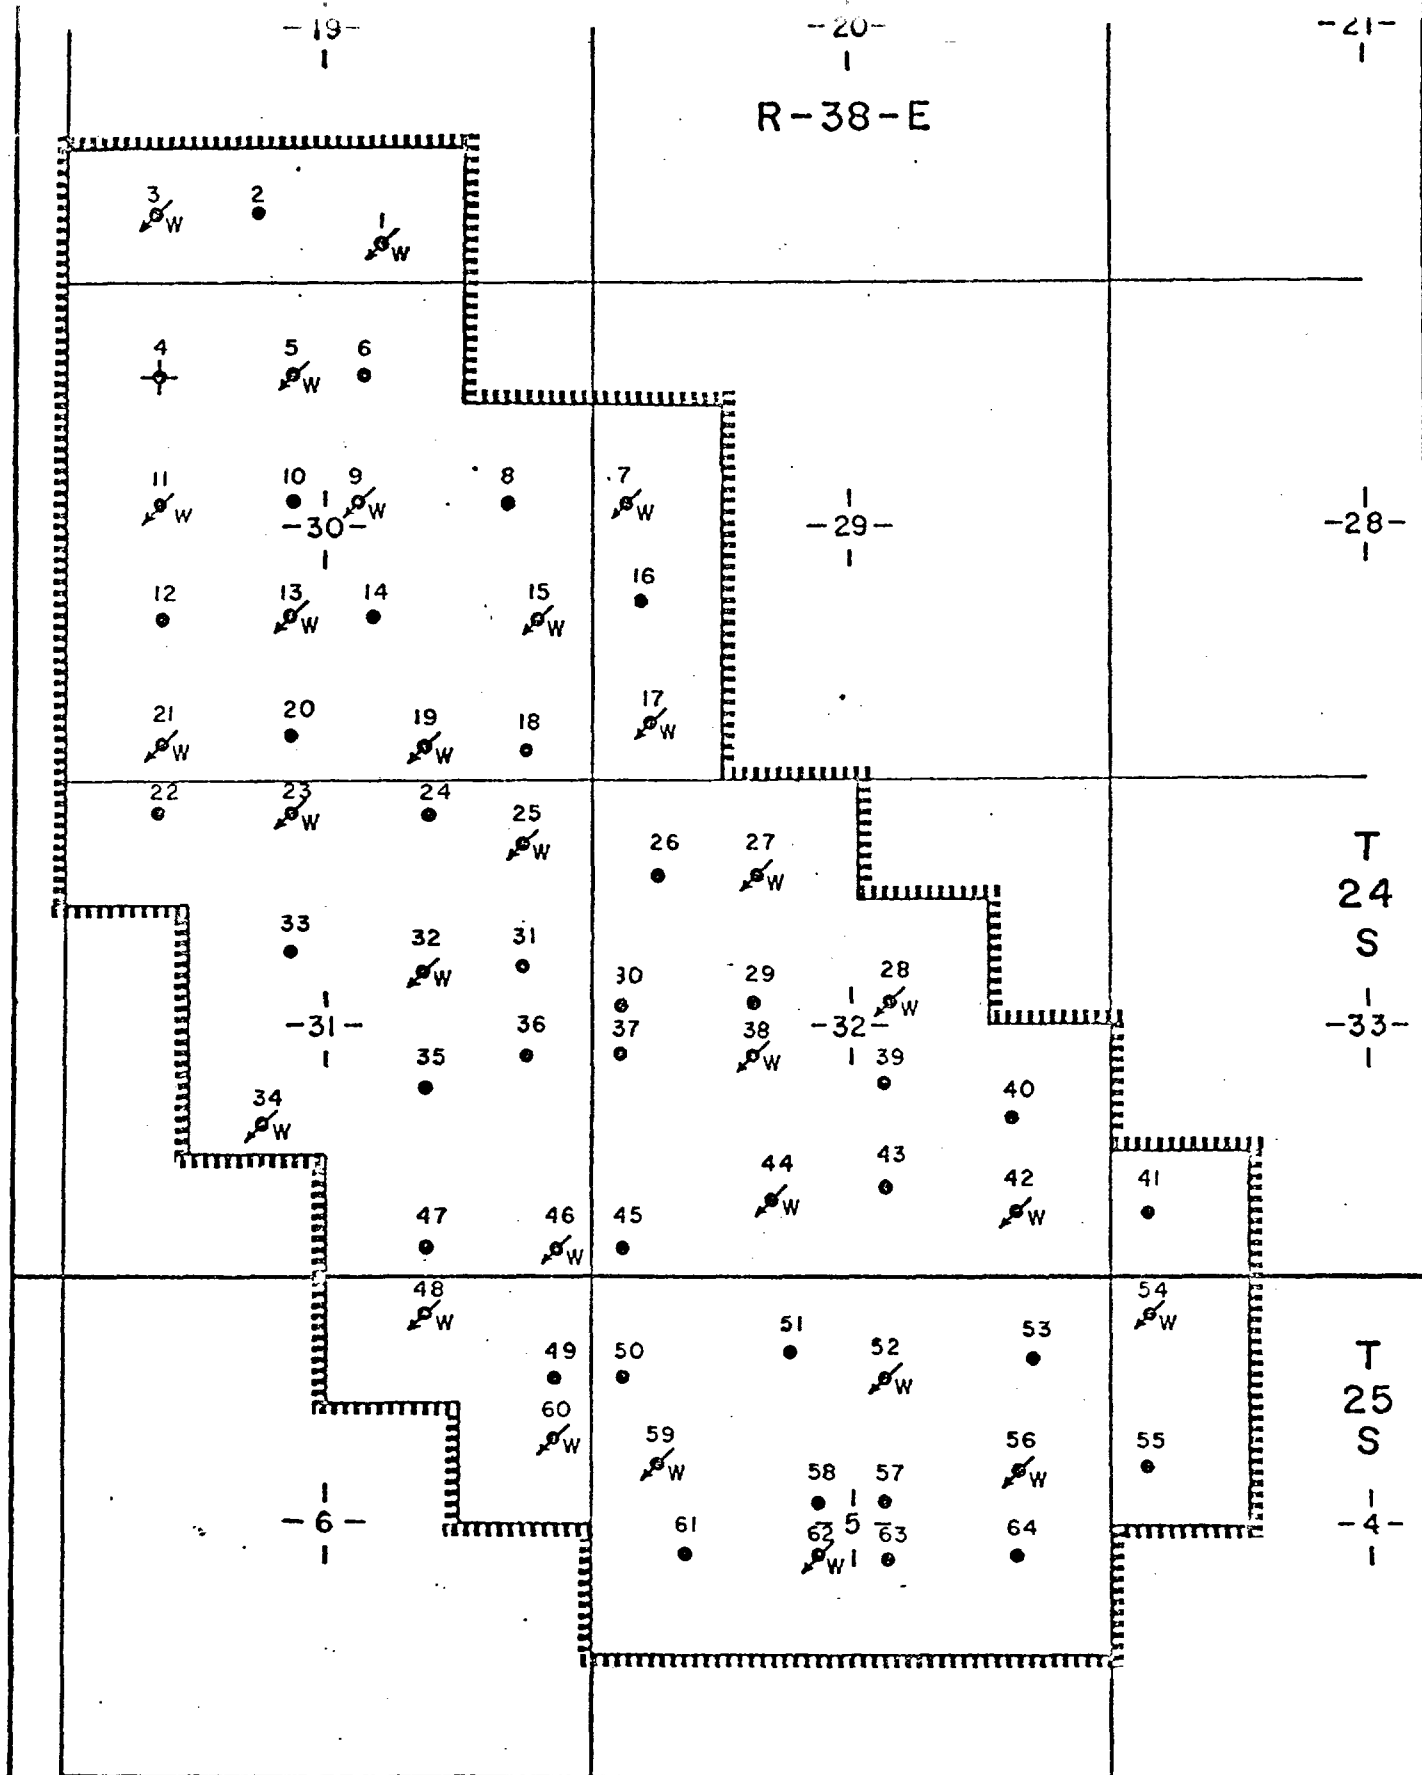 -19- -20- -21-
R-38-E
3 2
W 1
W
4 5 6
W
11 10 9 8 7
W W W
-30- -29- -28-
12 13 14 15 16
W W
21 20 19 18 17
W W W
22 23 24 25
W W
26 27
W
T
24
S
33 32 31
W
30 29 28
W
-31- -32- -33-
35 36 37 38 39
W
34 40
W
44 43 42 41
W W
47 46 45
W
48 54
W W
49 50 51 52 53
W
T
25
S
60 59 58 57 56 55
W W W
-6- -5- -4-
61 62 63 64
W